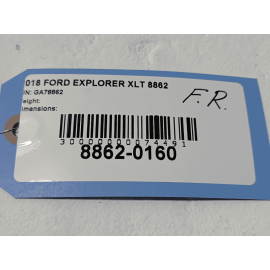 018 FORD EXPLORER XLT 8862
IN: GA78862
eight:
imensions:
F.R.
30000000074491
8862-0160